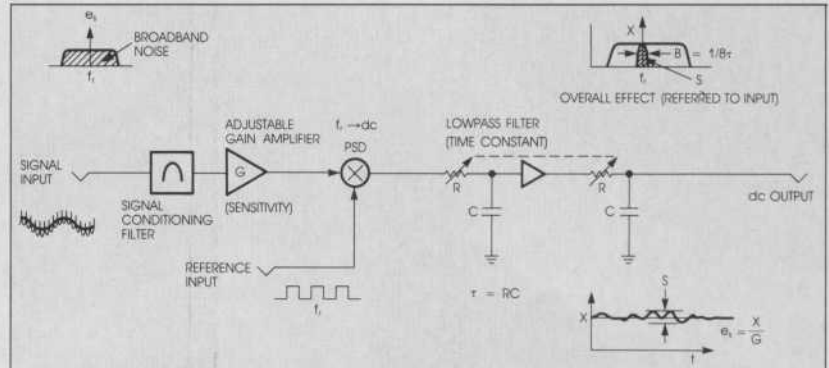 eₛ
BROADBAND
NOISE
fᵣ
X
B = 1/8τ
S
fᵣ
OVERALL EFFECT (REFERRED TO INPUT)
SIGNAL
INPUT
SIGNAL
CONDITIONING
FILTER
ADJUSTABLE
GAIN AMPLIFIER
G
(SENSITIVITY)
fᵣ → dc
PSD
REFERENCE
INPUT
fᵣ
LOWPASS FILTER
(TIME CONSTANT)
R
C
R
C
dc OUTPUT
τ = RC
S
X
eₛ = X/G
t